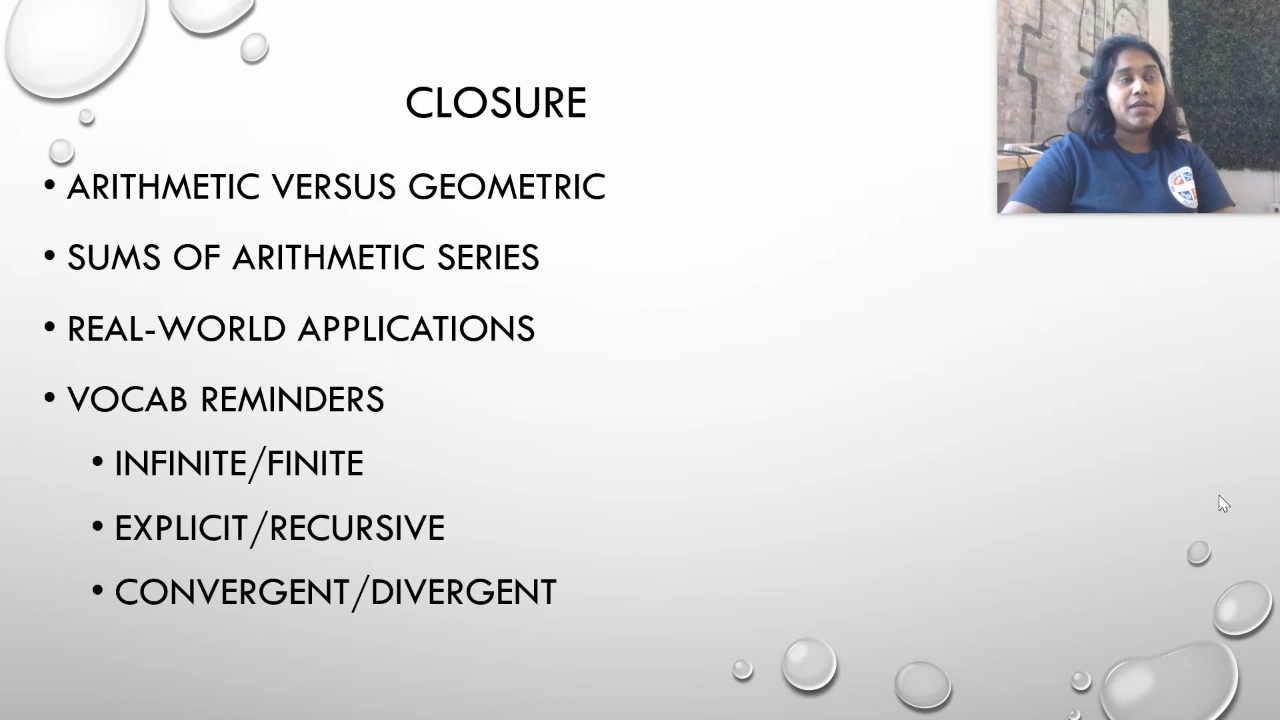 CLOSURE
• ARITHMETIC VERSUS GEOMETRIC
• SUMS OF ARITHMETIC SERIES
• REAL-WORLD APPLICATIONS
• VOCAB REMINDERS
• INFINITE/FINITE
• EXPLICIT/RECURSIVE
• CONVERGENT/DIVERGENT